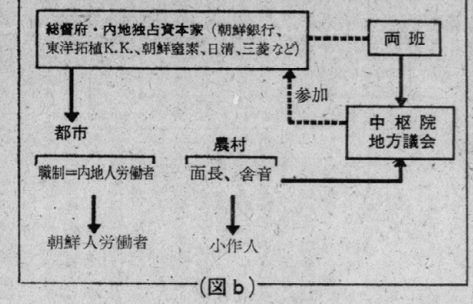 総督府・内地独占資本家（朝鮮銀行、
東洋拓植K.K.、朝鮮窒素、日清、三菱など）
両班
参加
中枢院
地方議会
都市
農村
職制＝内地人労働者
面長、舎音
朝鮮人労働者
小作人
（図b）